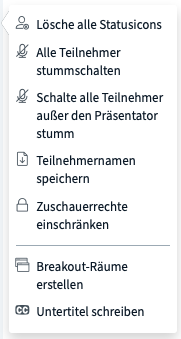 Lösche alle Statusicons
Alle Teilnehmer
stummschalten
Schalte alle Teilnehmer
außer den Präsentator
stumm
Teilnehmernamen
speichern
Zuschauerrechte
einschränken
Breakout-Räume
erstellen
CC Untertitel schreiben